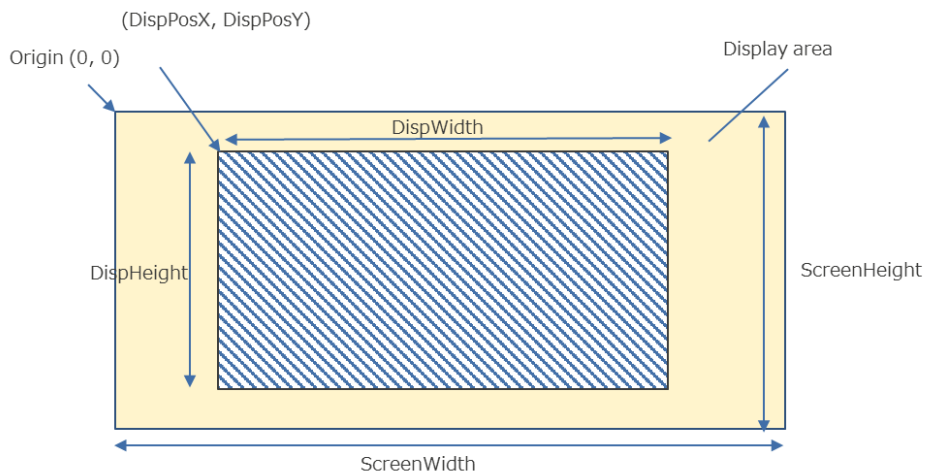 (DispPosX, DispPosY)
Origin (0, 0)
Display area
DispWidth
DispHeight
ScreenHeight
ScreenWidth